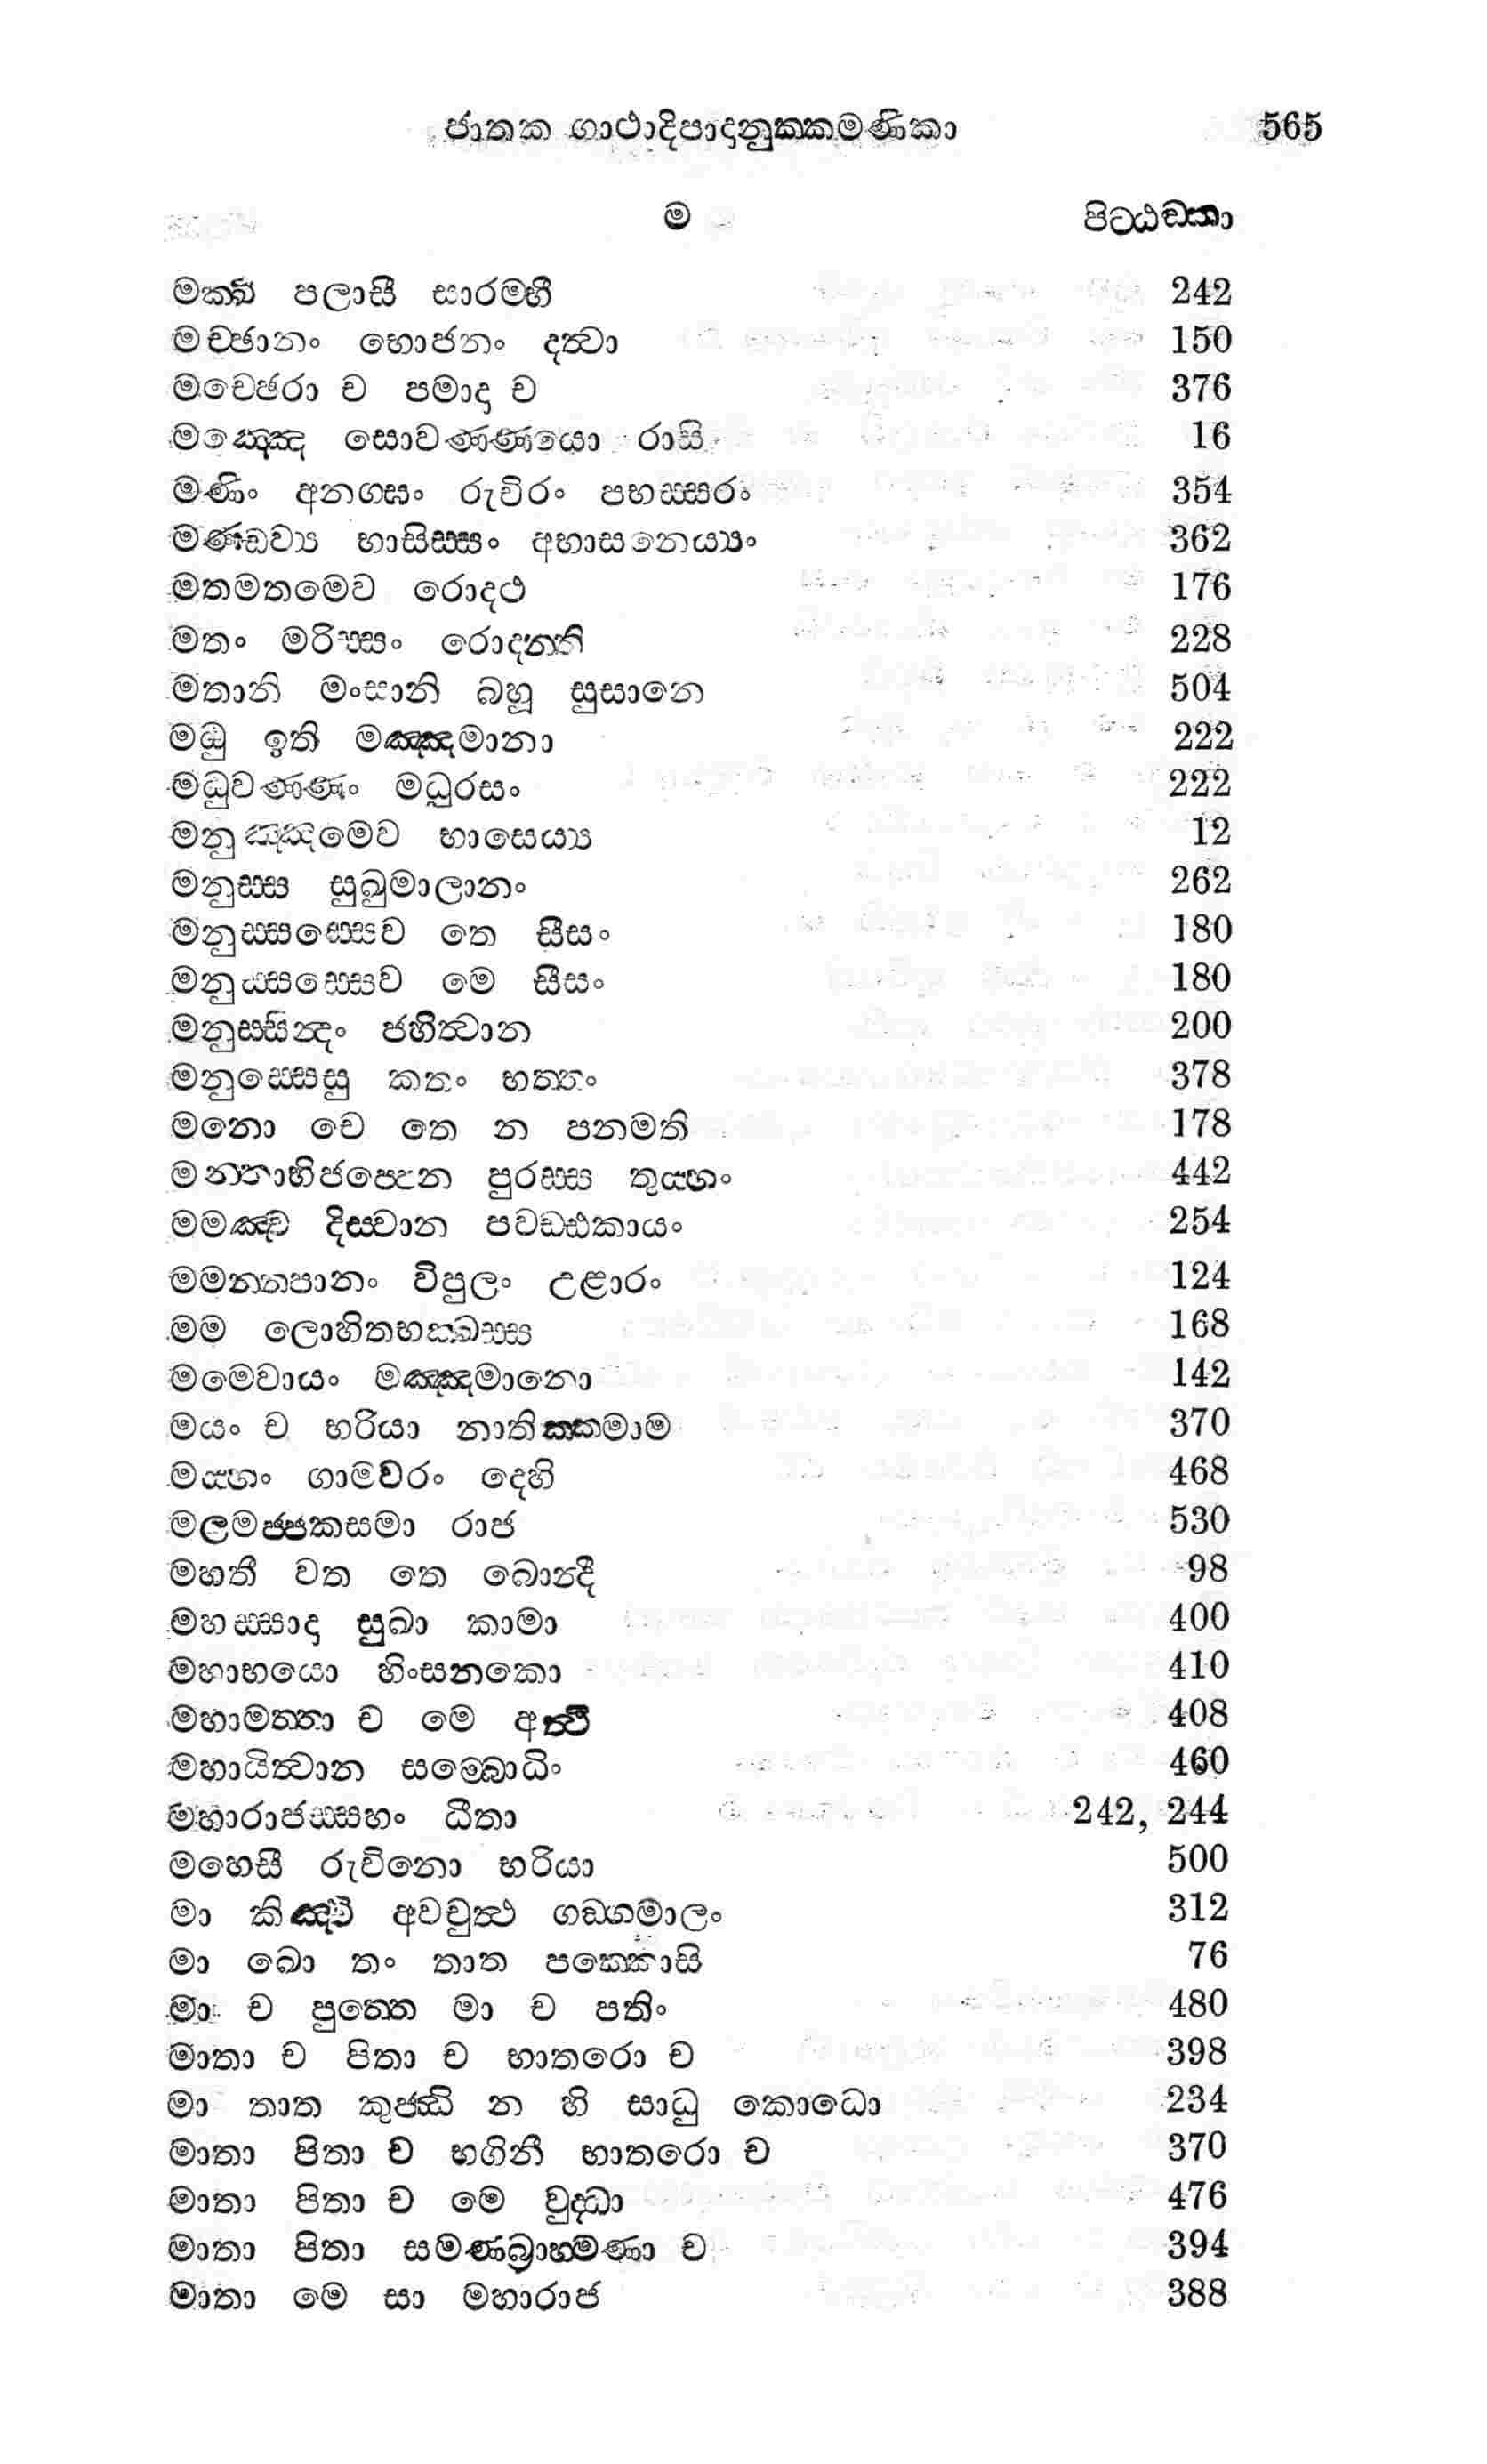 ජාතක ගාථාදිපාදානුක්කමණිකා 565
ම පිට්ඨඞ්කා
මක්ඛී පලාසී සාරම්භී 242
මච්ඡානං භොජනං දත්වා 150
මච්ඡෙරා ච පමාදා ච 376
මඤ්ඤෙ සොවණ්ණයො රාසි 16
මණිං අනග්ඝං රුචිරං පභස්සරං 354
මණ්ඩව්‍ය භාසිස්සං අභාසනෙය්‍යං 362
මතමතමෙව රොදථ 176
මතං මරිස්සං රොදන්ති 228
මතානි මංසානි බහූ සුසානෙ 504
මධු ඉති මඤ්ඤමානා 222
මධුවණ්ණං මධුරසං 222
මනුඤ්ඤමෙව භාසෙය්‍ය 12
මනුස්ස සුඛුමාලානං 262
මනුස්සස්සෙව තෙ සීසං 180
මනුය්සස්සෙව මෙ සීසං 180
මනුස්සින්දං ජහිත්වාන 200
මනුස්සෙසු කතං භත්තං 378
මනො චෙ තෙ න පනමති 178
මන්තාභිජප්පෙන පුරස්ස තුය්හං 442
මමඤ්ච දිස්වාන පවඩ්ඪකායං 254
මමන්නපානං විපුලං උළාරං 124
මම ලොහිතභක්ඛස්ස 168
මමෙවායං මඤ්ඤමානො 142
මයං ච භරියා නාතික්කමාම 370
මය්හං ගාමවරං දෙහි 468
මලමජ්ජකසමා රාජ 530
මහතී වත තෙ බොන්දි 98
මහස්සාදා සුඛා කාමා 400
මහාභයො හිංසනකො 410
මහාමත්තා ච මෙ අත්ථි 408
මහායිත්වාන සම්බොධිං 460
මහාරාජස්සහං ධීතා 242, 244
මහෙසී රුචිනො භරියා 500
මා කිඤ්චි අවචුත්ථ ගඞ්ගමාලං 312
මා ඛො තං තාත පක්කොසි 76
මා ච පුත්තෙ මා ච පතිං 480
මාතා ච පිතා ච භාතරො ච 398
මා තාත කුජ්ඣි න හි සාධු කොධො 234
මාතා පිතා ච භගිනී භාතරො ච 370
මාතා පිතා ච මෙ වුද්ධා 476
මාතා පිතා සමණබ්‍රාහ්මණා ච 394
මාතා මෙ සා මහාරාජ 388